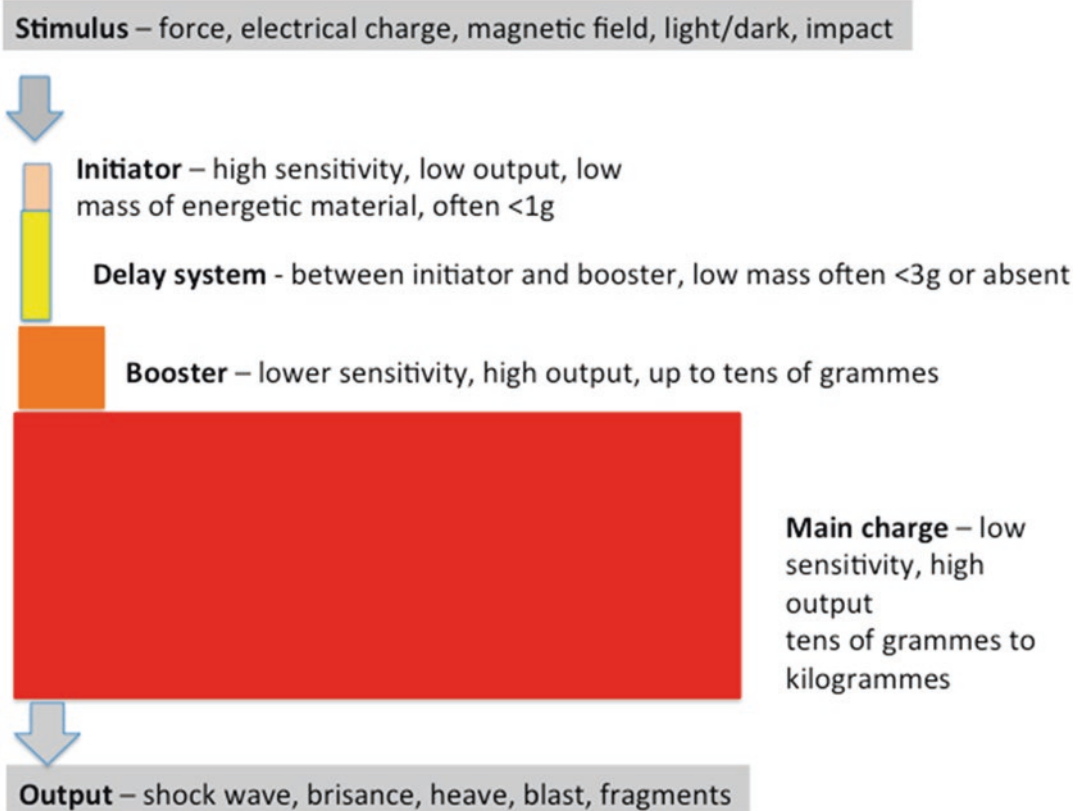 Stimulus – force, electrical charge, magnetic field, light/dark, impact
Initiator – high sensitivity, low output, low
mass of energetic material, often <1g
Delay system - between initiator and booster, low mass often <3g or absent
Booster – lower sensitivity, high output, up to tens of grammes
Main charge – low
sensitivity, high
output
tens of grammes to
kilogrammes
Output – shock wave, brisance, heave, blast, fragments